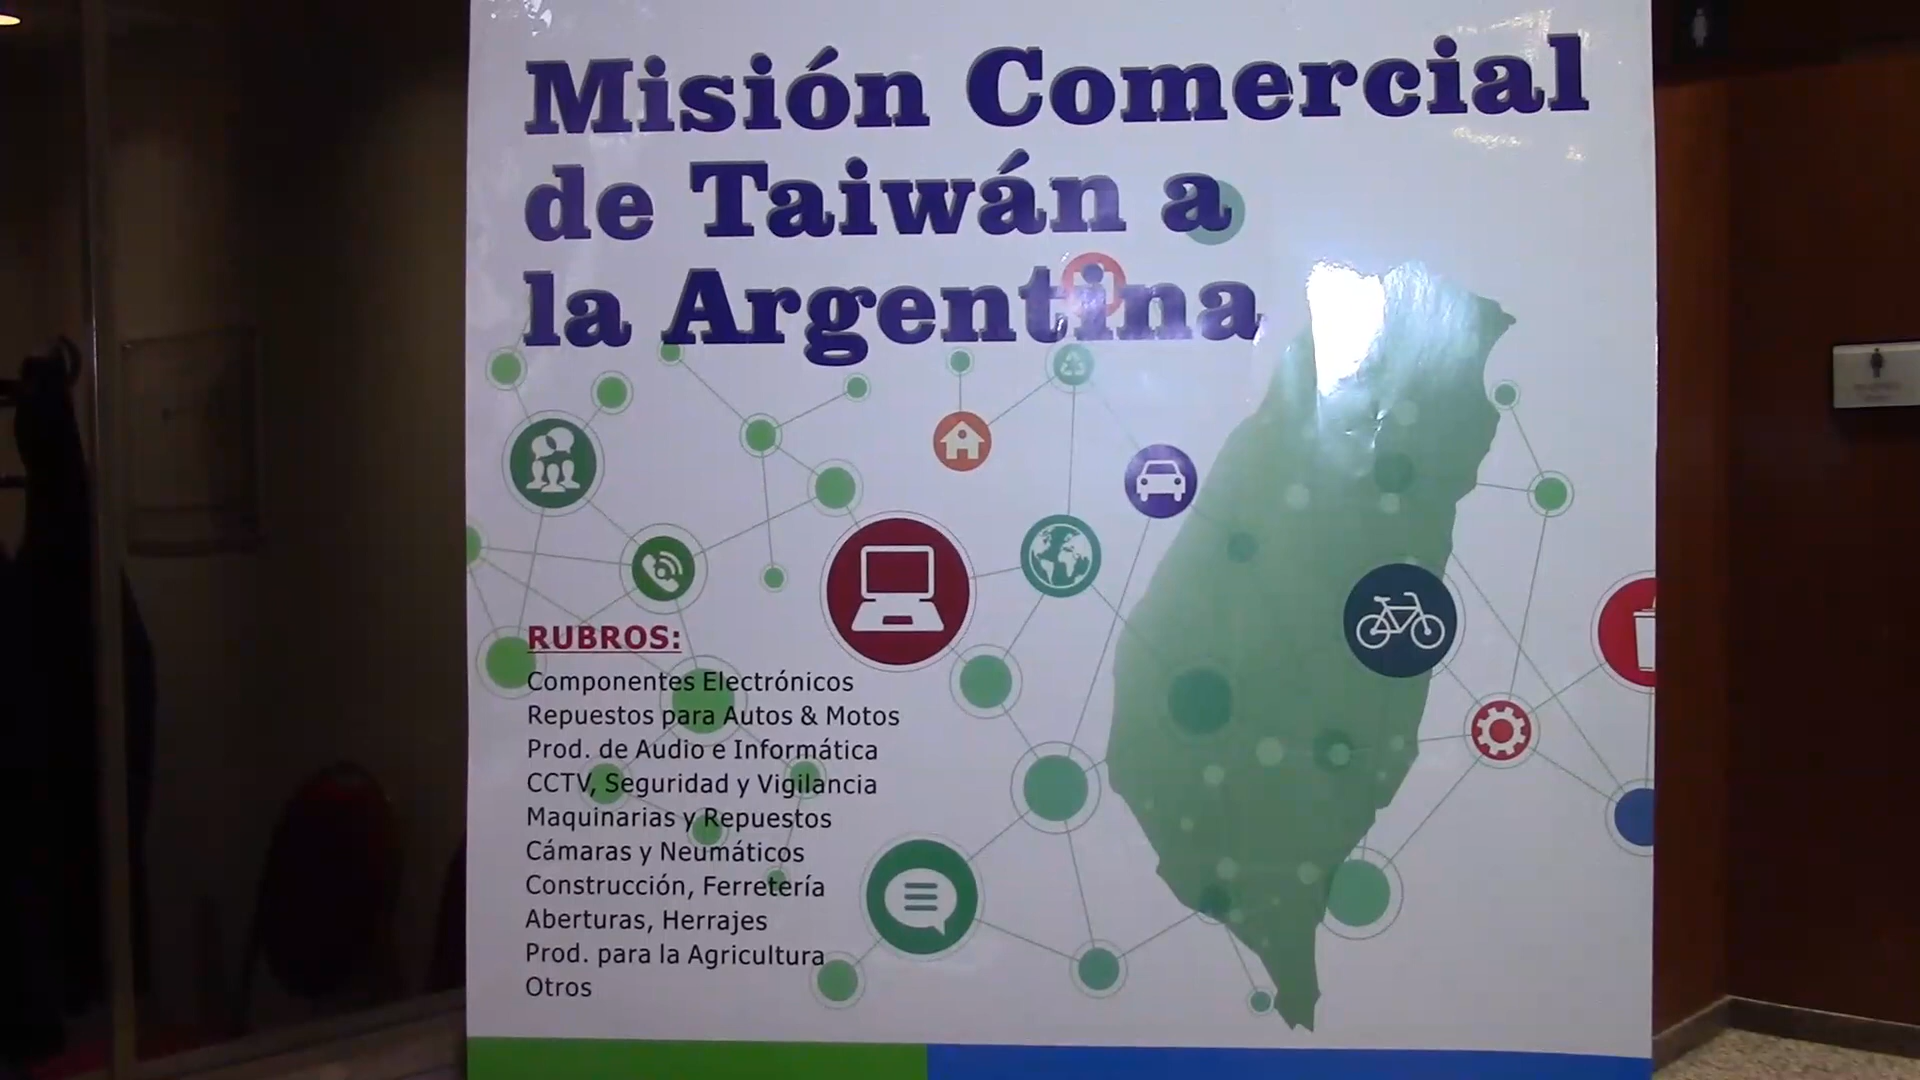 Misión Comercial
de Taiwán a
la Argentina
RUBROS:
Componentes Electrónicos
Repuestos para Autos & Motos
Prod. de Audio e Informática
CCTV, Seguridad y Vigilancia
Maquinarias y Repuestos
Cámaras y Neumáticos
Construcción, Ferretería
Aberturas, Herrajes
Prod. para la Agricultura
Otros